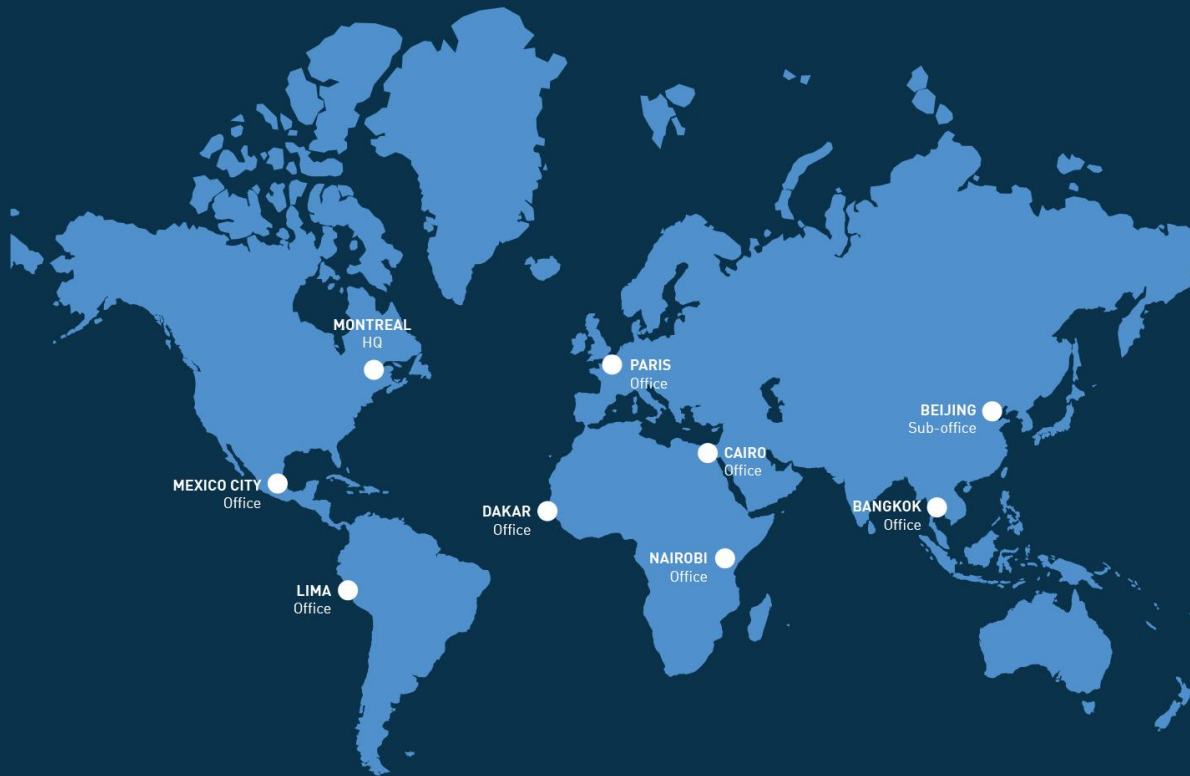 MONTREAL
HQ
PARIS
Office
BEIJING
Sub-office
CAIRO
Office
MEXICO CITY
Office
DAKAR
Office
BANGKOK
Office
NAIROBI
Office
LIMA
Office